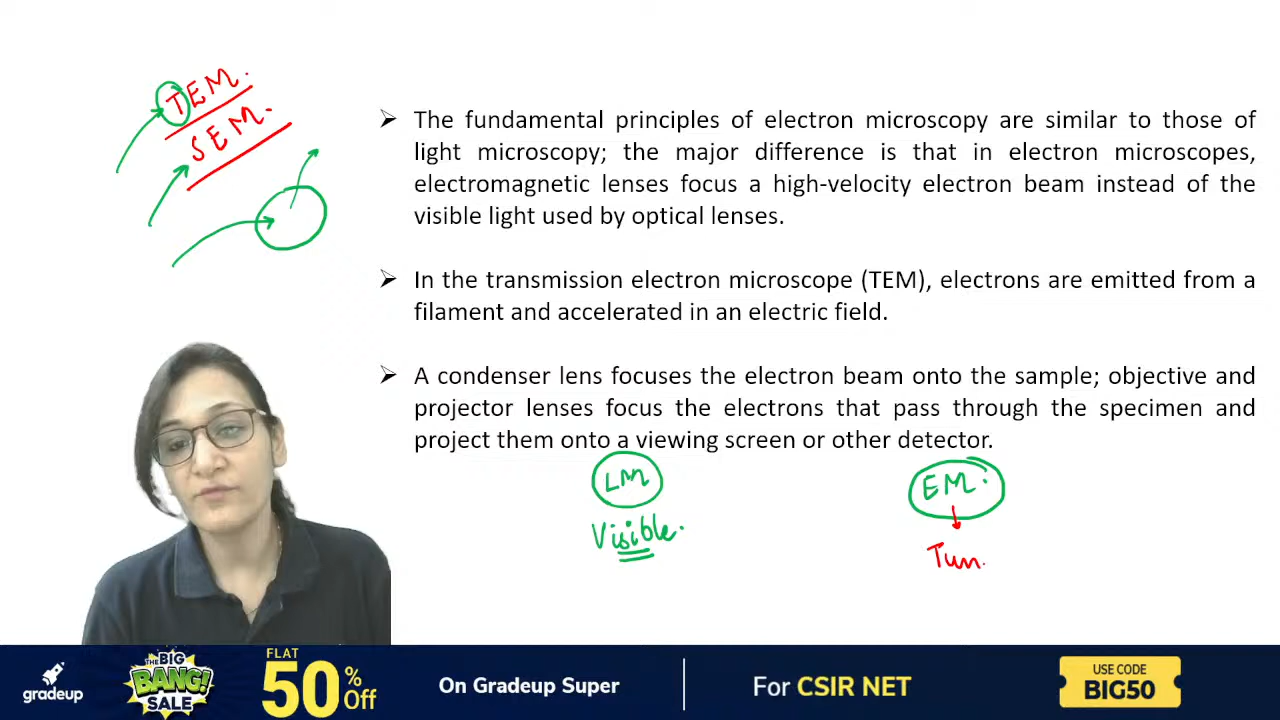 TEM.
SEM.
➢ The fundamental principles of electron microscopy are similar to those of
light microscopy; the major difference is that in electron microscopes,
electromagnetic lenses focus a high-velocity electron beam instead of the
visible light used by optical lenses.
➢ In the transmission electron microscope (TEM), electrons are emitted from a
filament and accelerated in an electric field.
➢ A condenser lens focuses the electron beam onto the sample; objective and
projector lenses focus the electrons that pass through the specimen and
project them onto a viewing screen or other detector.
LM
EM.
Visible.
Tun.
gradeup
THE BIG
BANG!
SALE
FLAT
50% Off
On Gradeup Super
For CSIR NET
USE CODE
BIG50